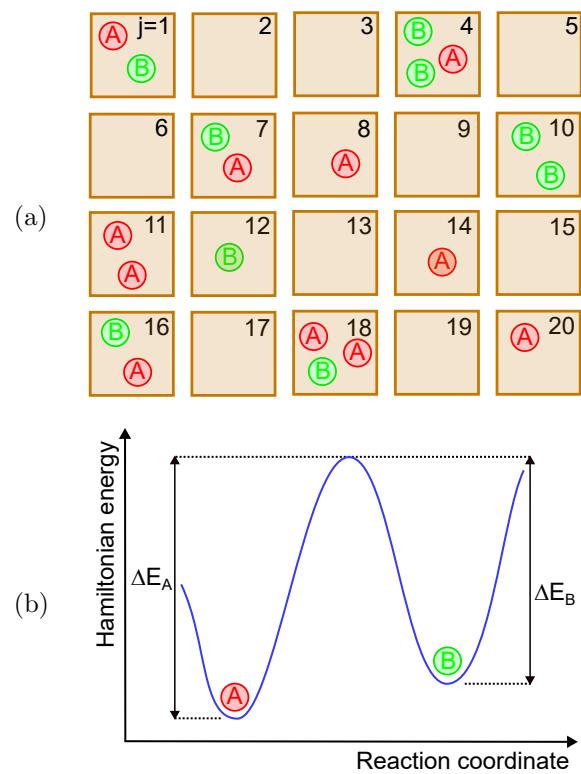 j=1 2 3 4 5
A B B B A
6 7 8 9 10
B A A B B
(a)
11 12 13 14 15
A A B A
16 17 18 19 20
B A A A B A
(b)
Hamiltonian energy
ΔE_A
ΔE_B
A
B
Reaction coordinate